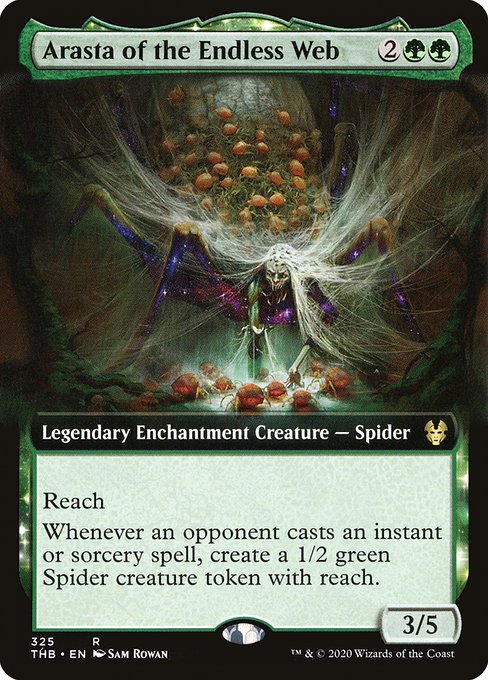 Arasta of the Endless Web 2
Legendary Enchantment Creature — Spider
Reach
Whenever an opponent casts an instant
or sorcery spell, create a 1/2 green
Spider creature token with reach.
3/5
325 R
THB • EN Sam Rowan ™ & © 2020 Wizards of the Coast